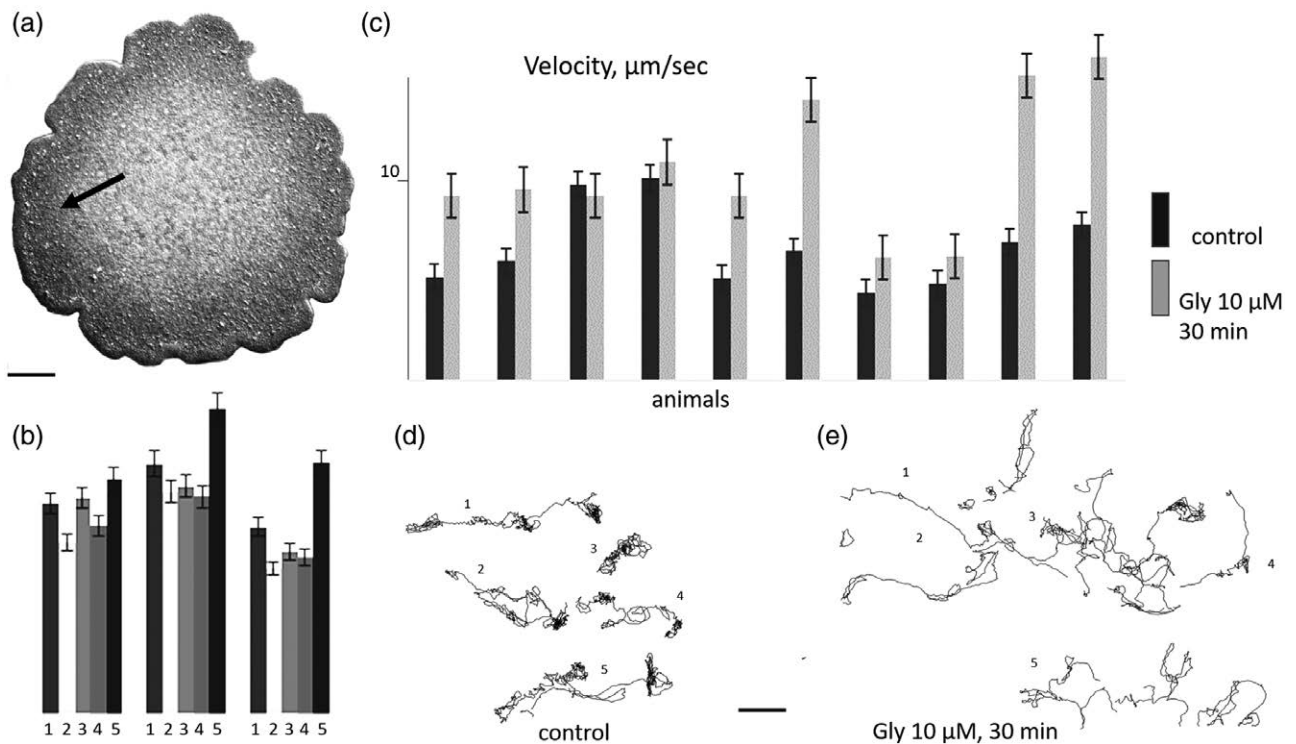 (a)
(c)
Velocity, µm/sec
10
control
Gly 10 µM
30 min
animals
(b)
1 2 3 4 5 1 2 3 4 5 1 2 3 4 5
(d)
1
3
2
4
5
control
(e)
1
3
2
4
5
Gly 10 µM, 30 min